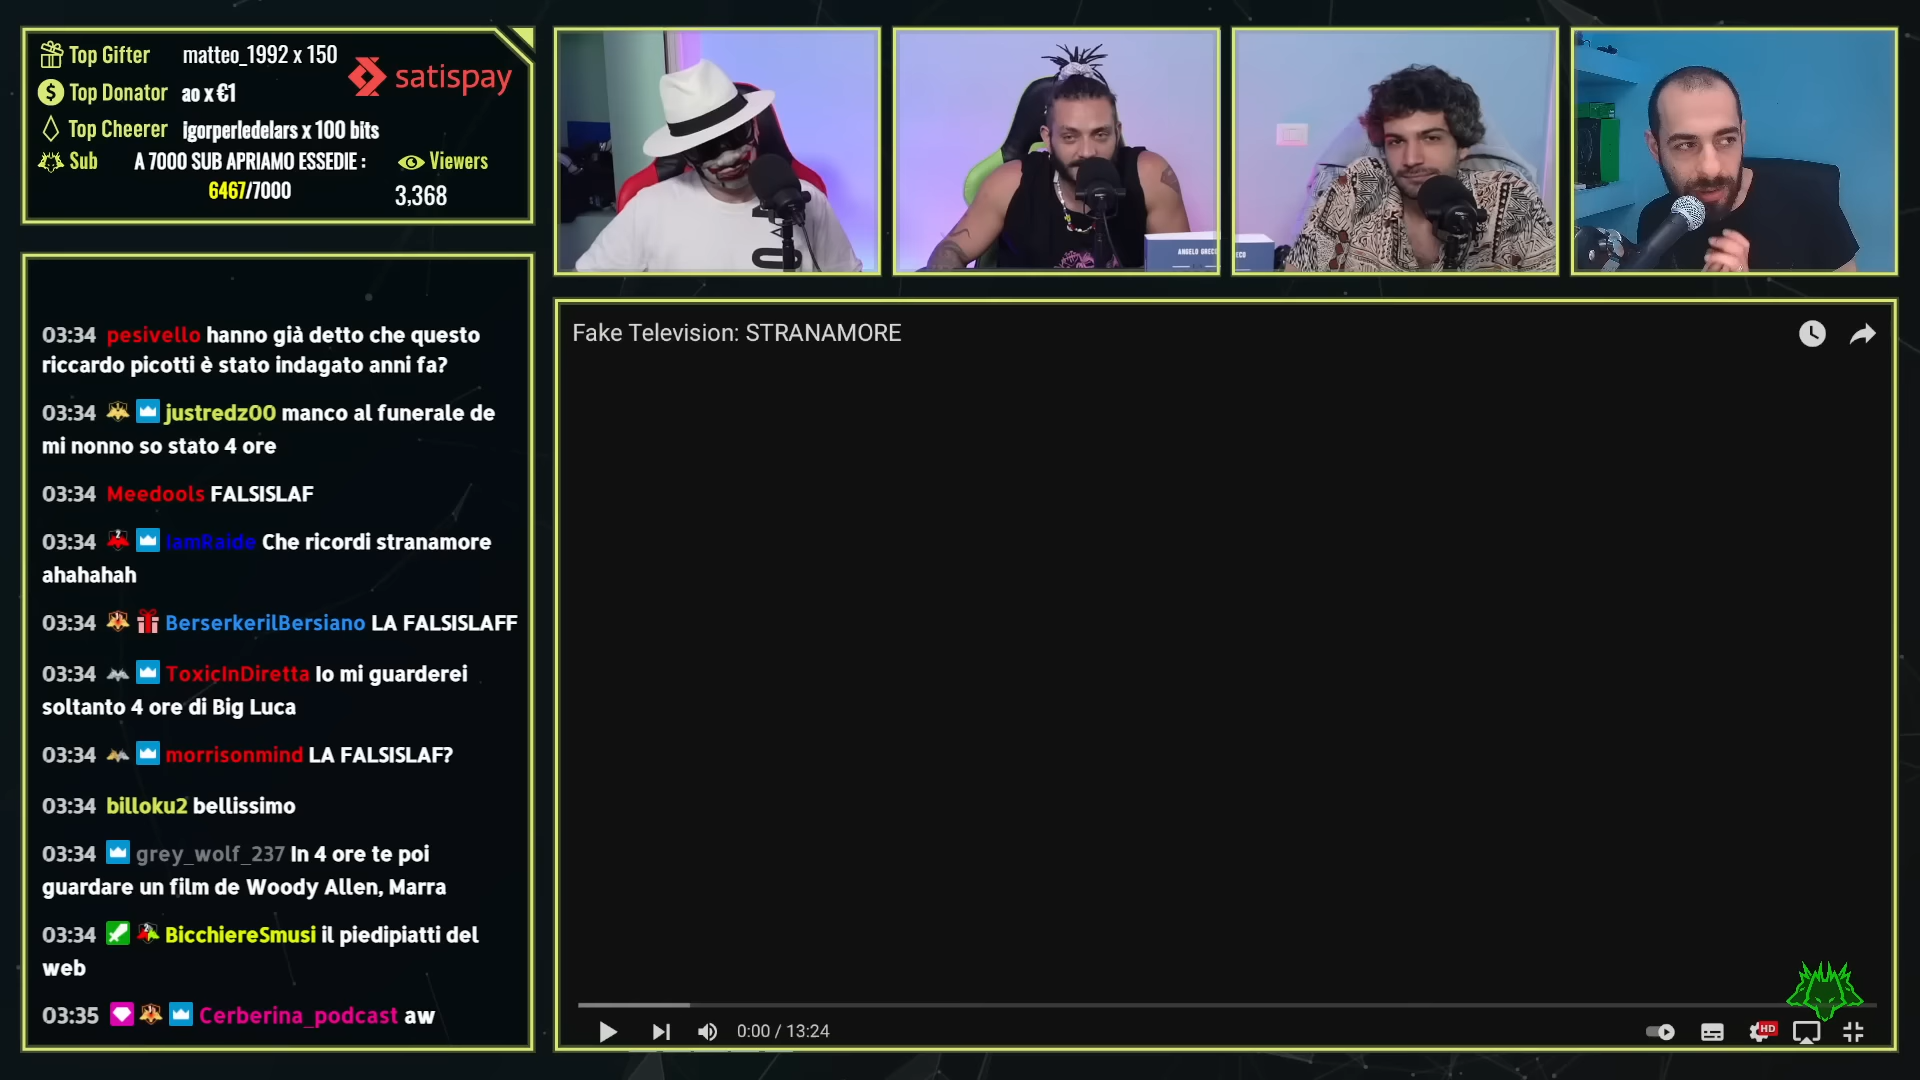 Top Gifter matteo_1992 x 150
satispay
Top Donator ao x €1
Top Cheerer igorperledelars x 100 bits
Sub A 7000 SUB APRIAMO ESSEDIE : Viewers
6467/7000 3,368
ANGELO GRECO
03:34 pesivello hanno già detto che questo
riccardo picotti è stato indagato anni fa?
03:34 justredz00 manco al funerale de
mi nonno so stato 4 ore
03:34 Meedools FALSISLAF
03:34 IamRaide Che ricordi stranamore
ahahahah
03:34 BerserkerilBersiano LA FALSISLAFF
03:34 ToxicInDiretta Io mi guarderei
soltanto 4 ore di Big Luca
03:34 morrisonmind LA FALSISLAF?
03:34 billoku2 bellissimo
03:34 grey_wolf_237 In 4 ore te poi
guardare un film de Woody Allen, Marra
03:34 BicchiereSmusi il piedipiatti del
web
03:35 Cerberina_podcast aw
Fake Television: STRANAMORE
0:00 / 13:24
HD